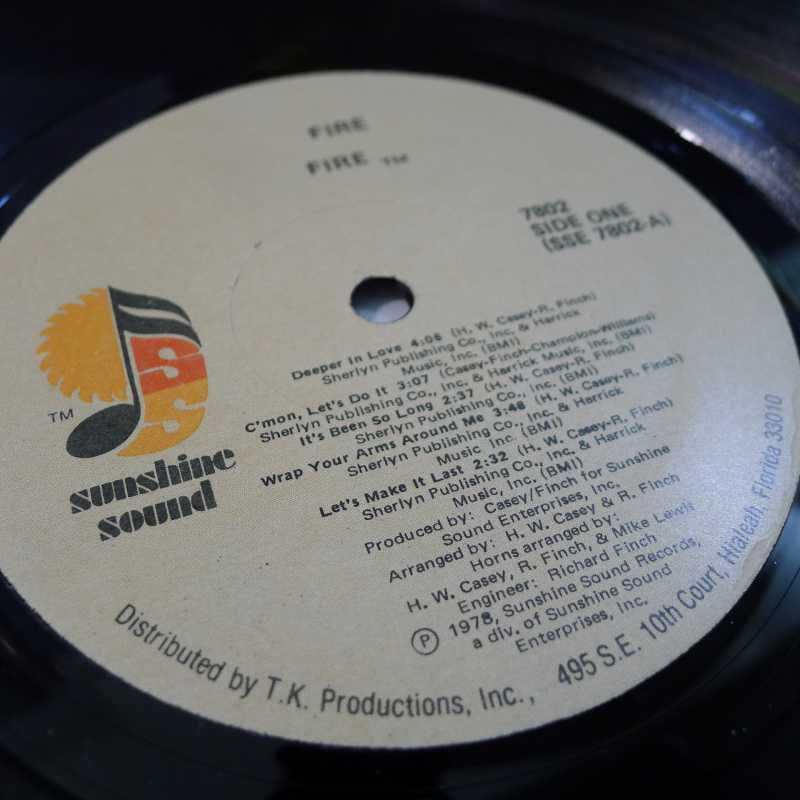 FIRE
FIRE ™
7802
SIDE ONE
(SSE 7802-A)
Deeper In Love 4:05 (H. W. Casey-R. Finch)
Sherlyn Publishing Co., Inc. & Harrick
Music, Inc. (BMI)
C'mon, Let's Do It 3:07 (Casey-Finch-Champion-Williams)
Sherlyn Publishing Co., Inc. & Harrick Music, Inc. (BMI)
It's Been So Long 2:37 (H. W. Casey-R. Finch)
Sherlyn Publishing Co., Inc. (BMI)
Wrap Your Arms Around Me 3:48 (H. W. Casey-R. Finch)
Sherlyn Publishing Co., Inc. & Harrick
Music Inc. (BMI)
Let's Make It Last 2:32 (H. W. Casey-R. Finch)
Sherlyn Publishing Co., Inc. & Harrick
Music, Inc. (BMI)
Produced by: Casey/Finch for Sunshine
Sound Enterprises, Inc.
Arranged by: H. W. Casey & R. Finch
Horns arranged by:
H. W. Casey, R. Finch, & Mike Lewis
Engineer: Richard Finch
℗ 1978, Sunshine Sound Records,
a div. of Sunshine Sound
Enterprises, Inc.
SS
TM
sunshine
sound
Distributed by T.K. Productions, Inc., 495 S.E. 10th Court, Hialeah, Florida 33010